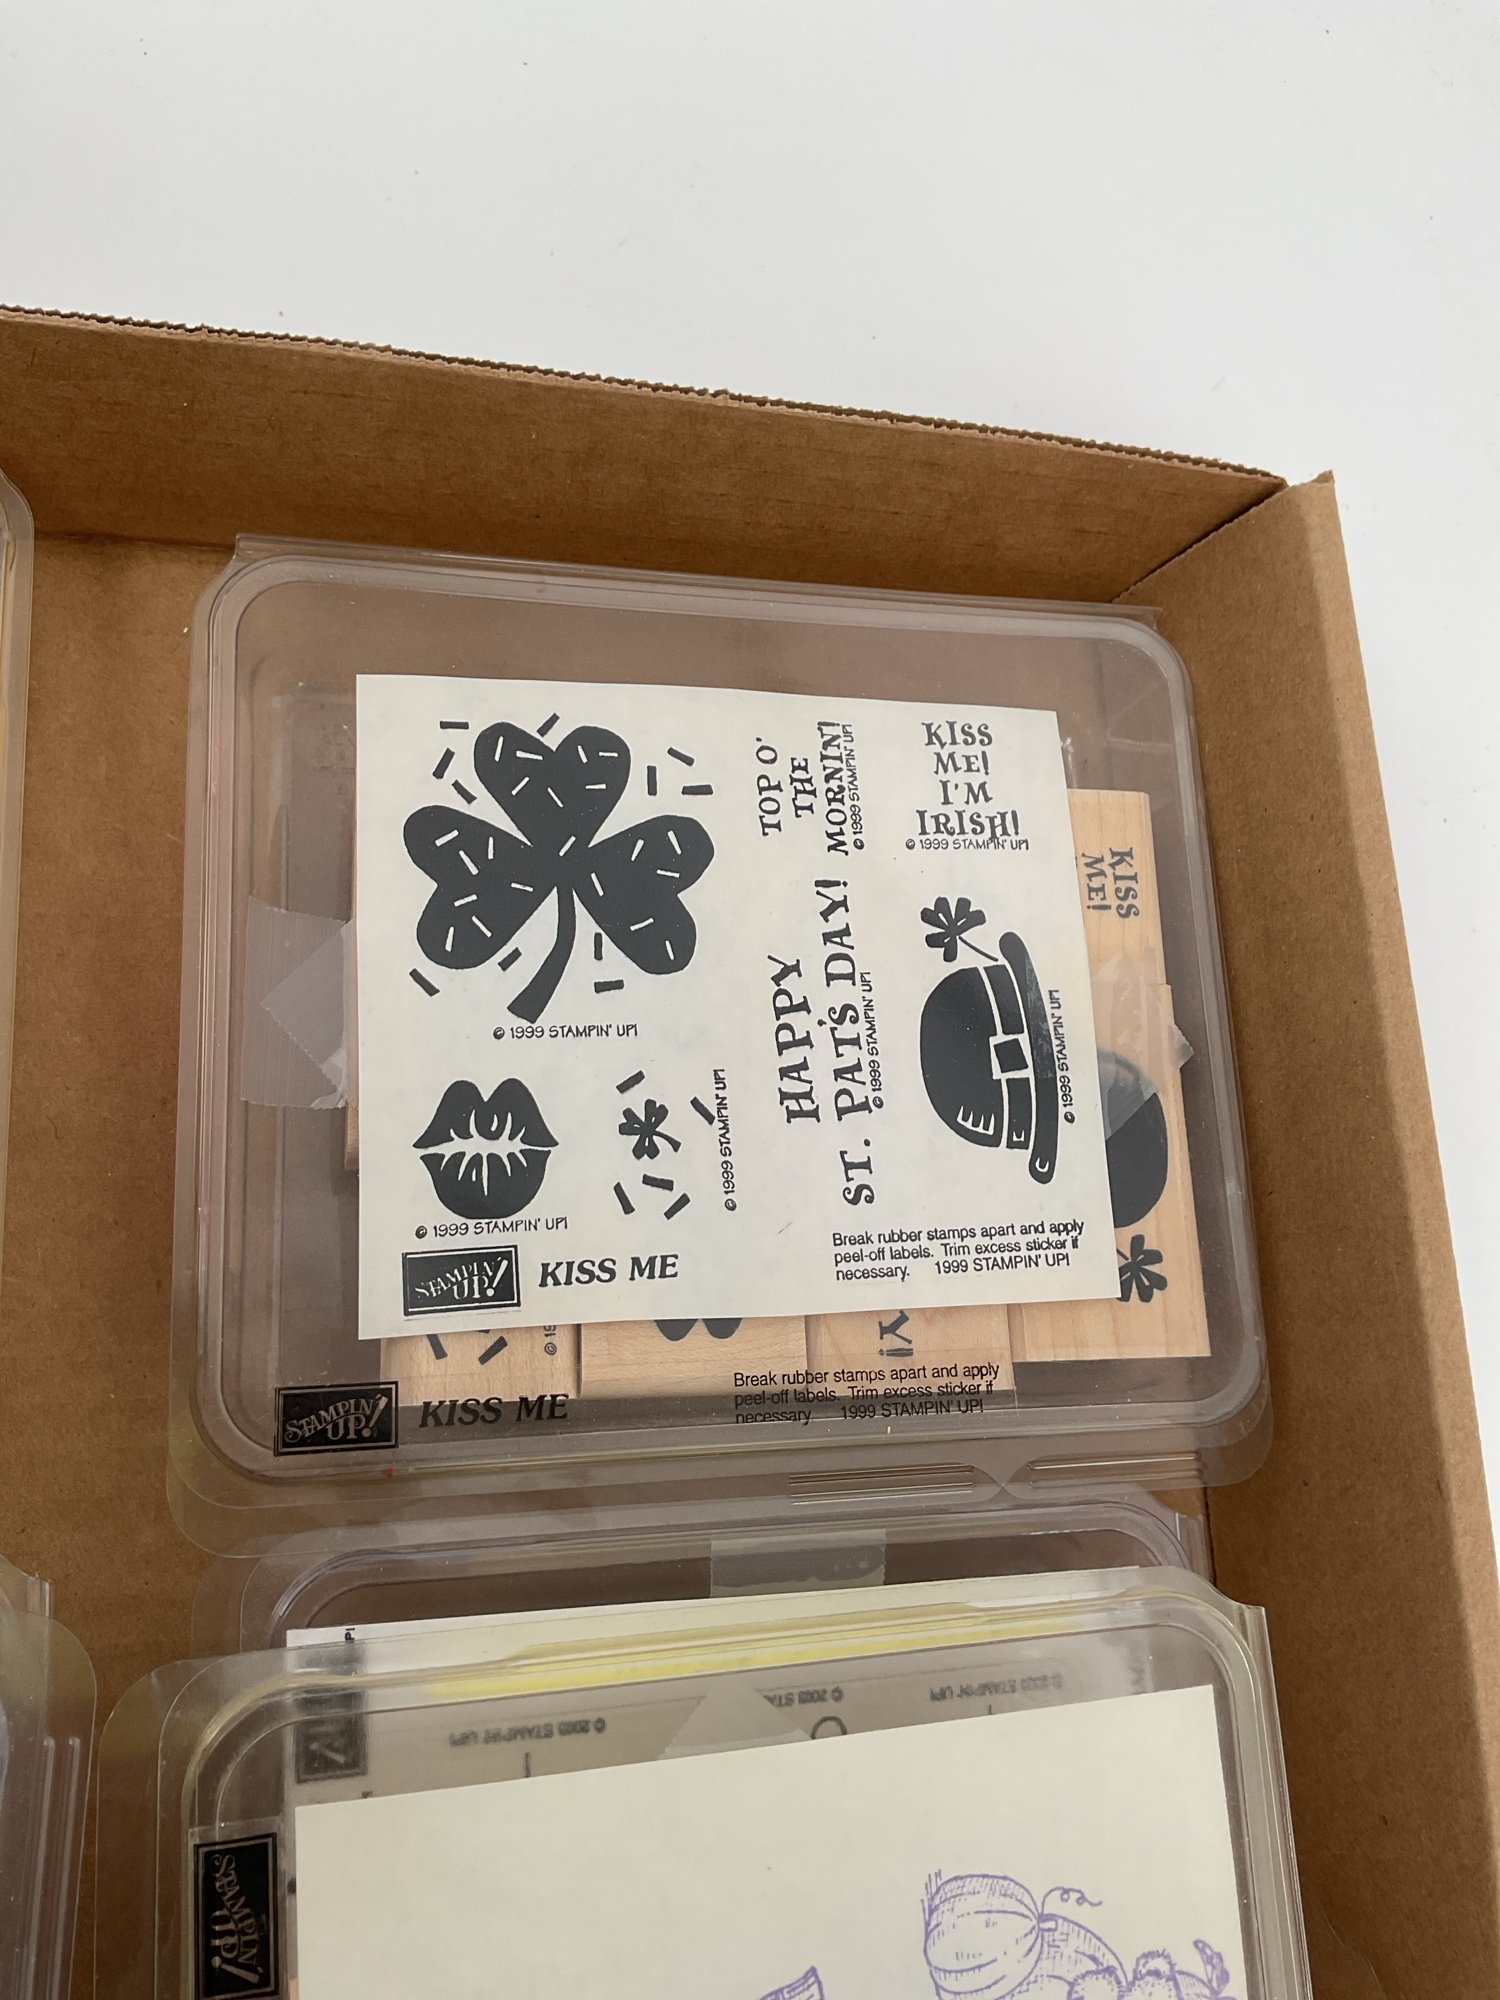 TOP O'
THE
MORNIN!
© 1999 STAMPIN' UP!
KISS
ME!
I'M
IRISH!
© 1999 STAMPIN' UP!
KISS
ME!
© 1999 STAMPIN' UP!
HAPPY
ST. PAT'S DAY!
© 1999 STAMPIN' UP!
© 1999 STAMPIN' UP!
© 1999 STAMPIN' UP!
© 1999 STAMPIN' UP!
STAMPIN'
UP!
KISS ME
Break rubber stamps apart and apply
peel-off labels. Trim excess sticker if
necessary. 1999 STAMPIN' UP!
Y!
STAMPIN'
UP!
KISS ME
Break rubber stamps apart and apply
peel-off labels. Trim excess sticker if
necessary. 1999 STAMPIN' UP!
P!
© 2003 STAMPIN' UP!
STAMPIN'
UP!